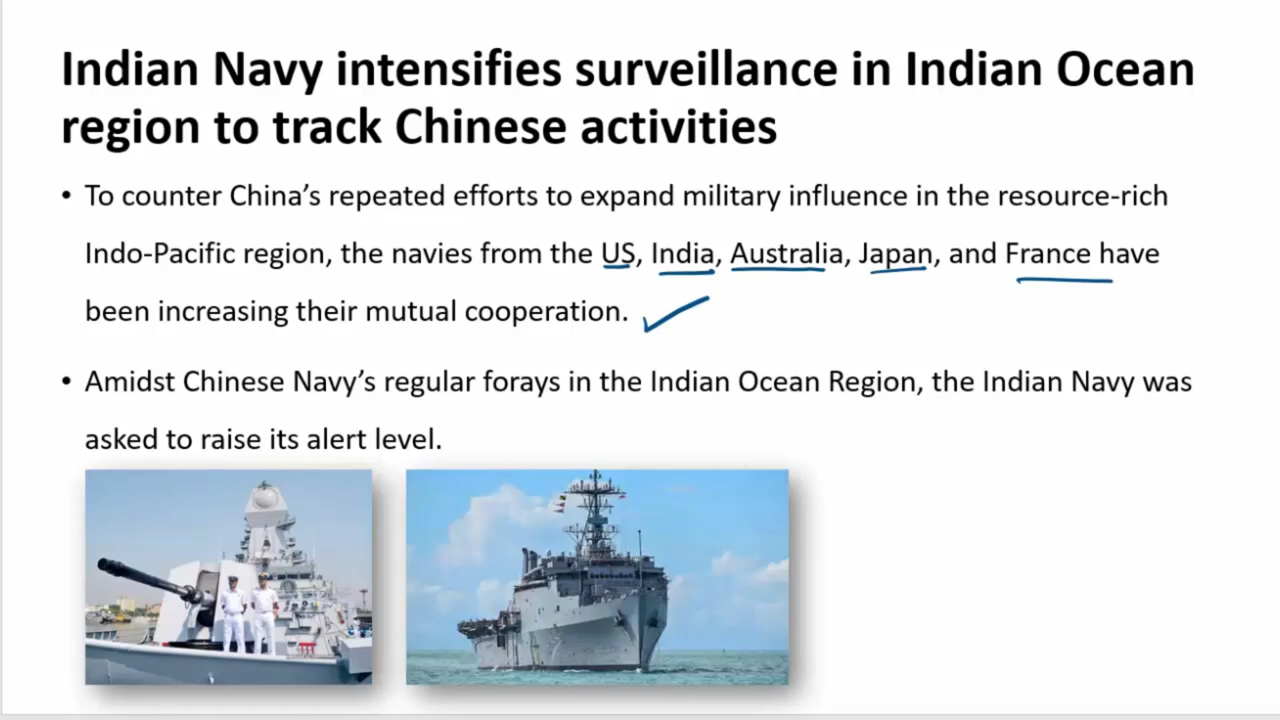 Indian Navy intensifies surveillance in Indian Ocean
region to track Chinese activities
• To counter China’s repeated efforts to expand military influence in the resource-rich
Indo-Pacific region, the navies from the US, India, Australia, Japan, and France have
been increasing their mutual cooperation.
• Amidst Chinese Navy’s regular forays in the Indian Ocean Region, the Indian Navy was
asked to raise its alert level.